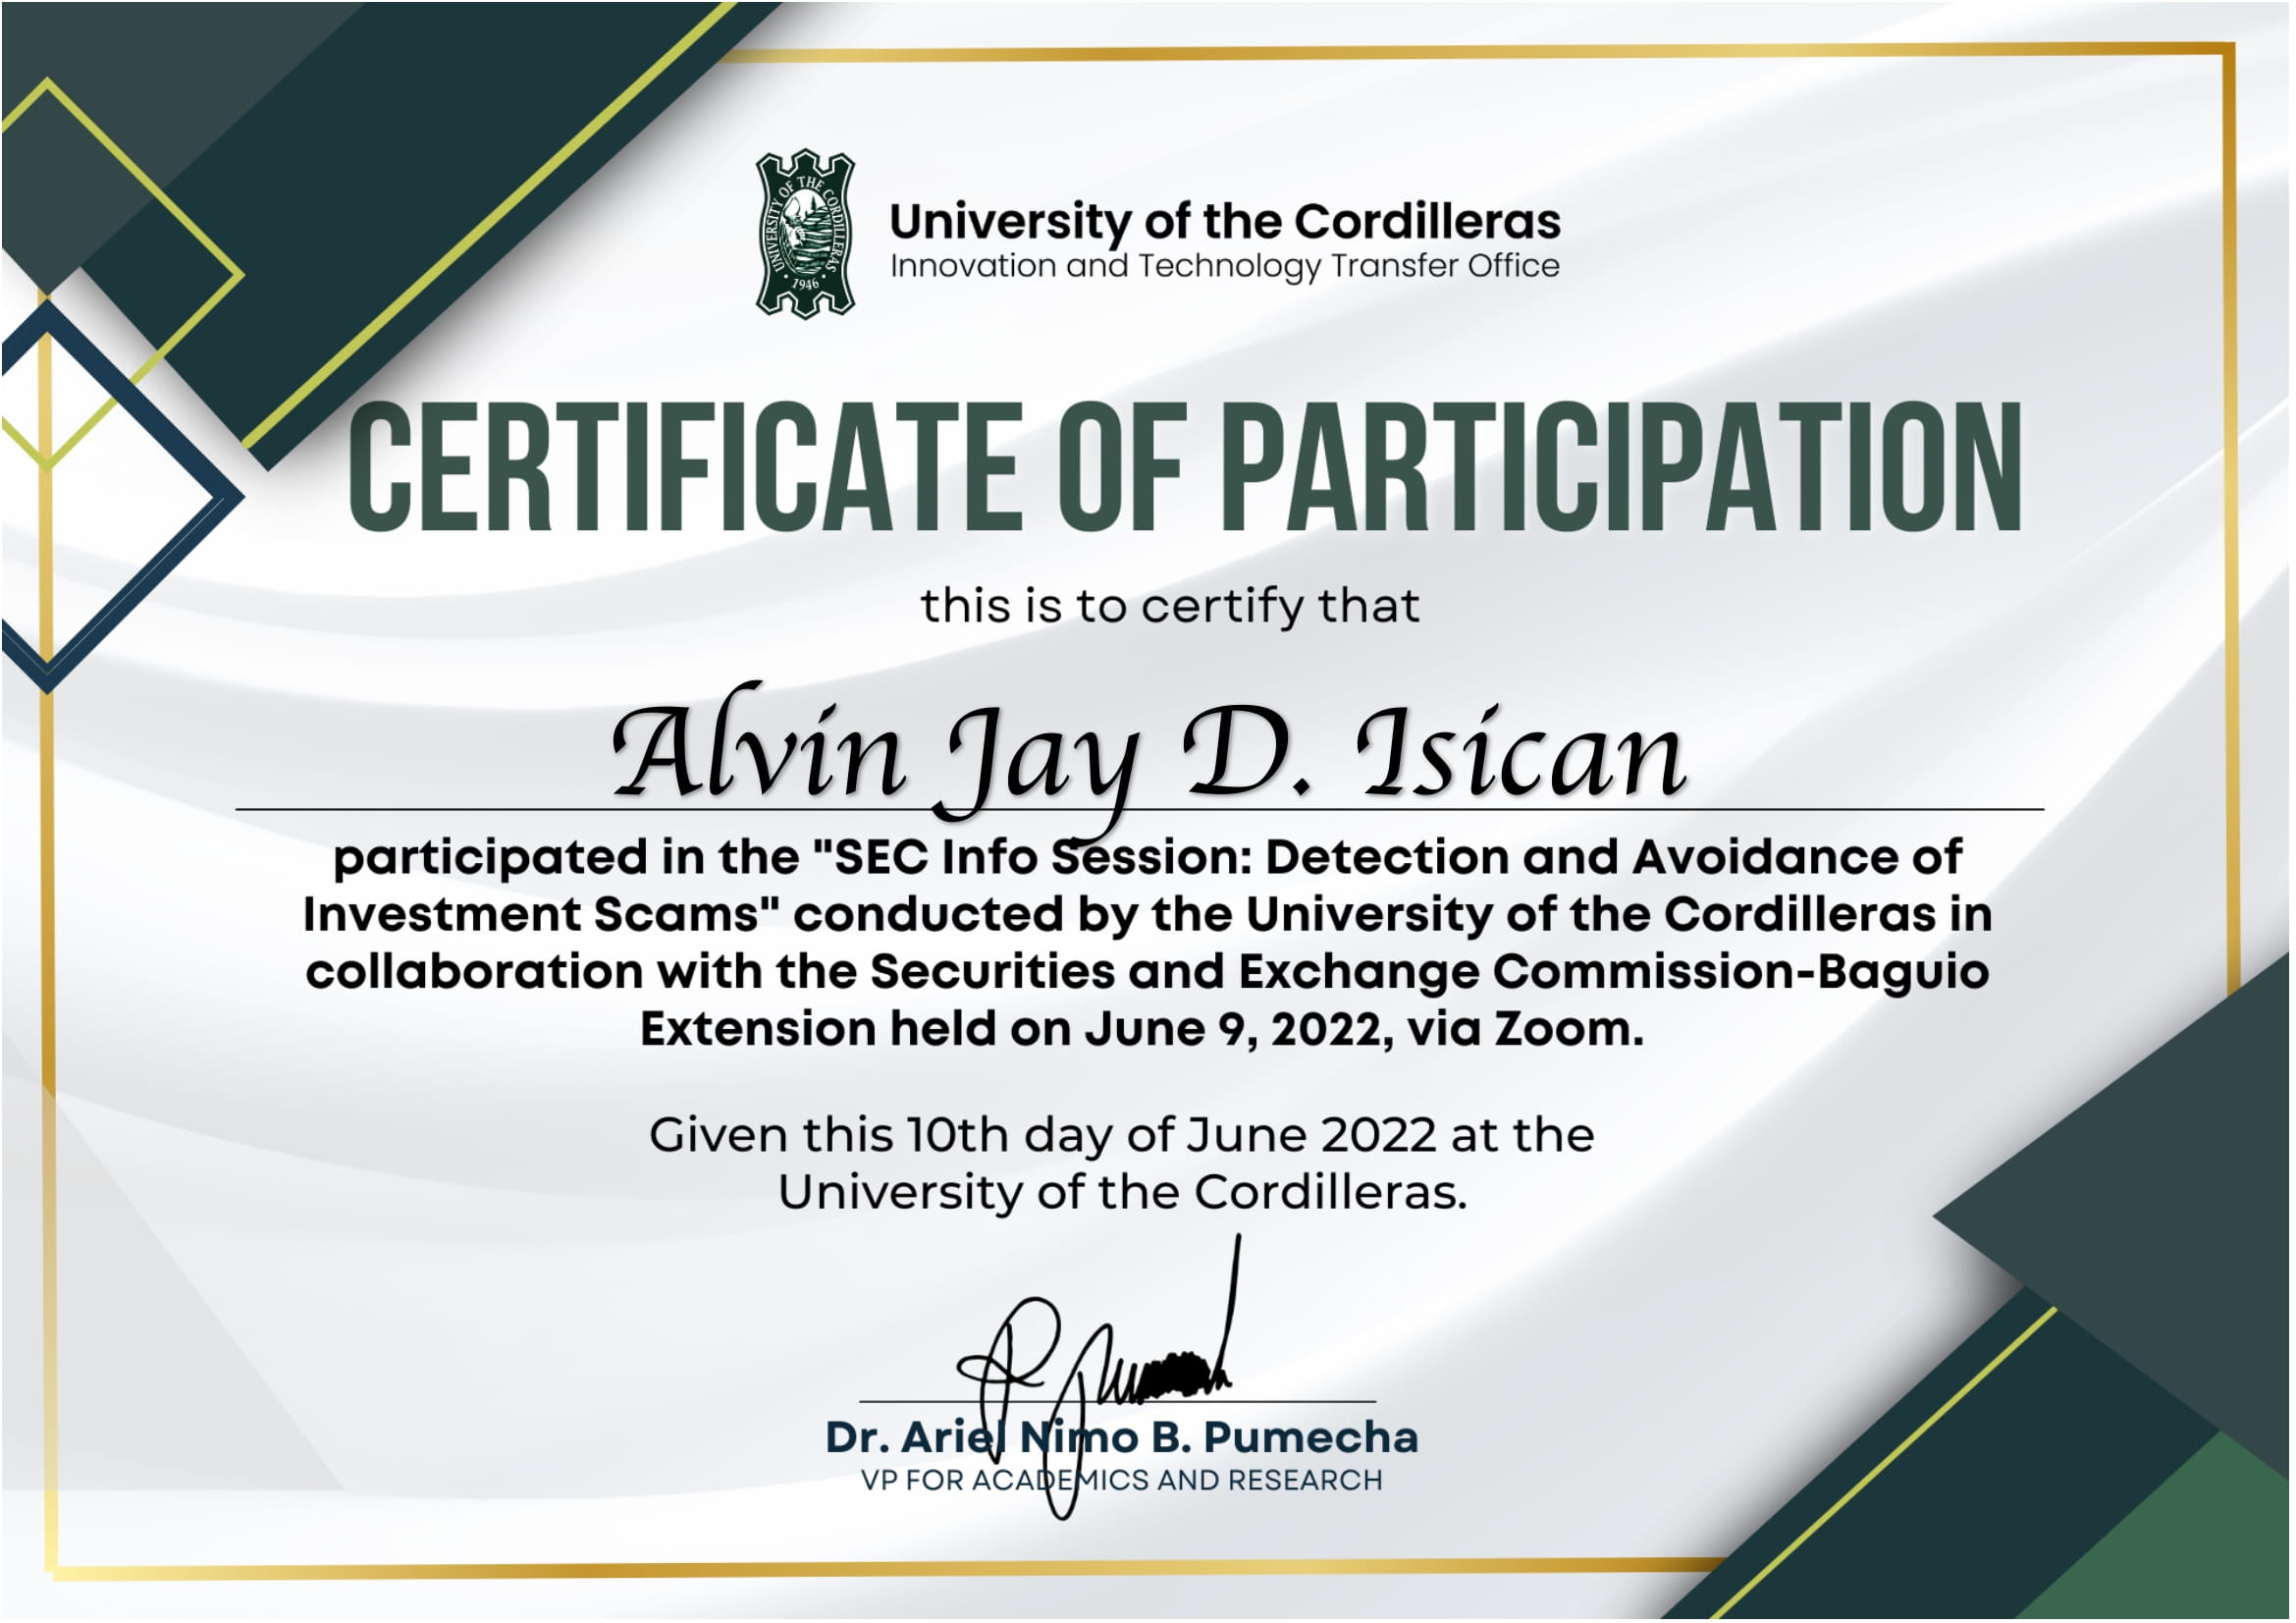 UNIVERSITY OF THE CORDILLERAS
1946
University of the Cordilleras
Innovation and Technology Transfer Office
CERTIFICATE OF PARTICIPATION
this is to certify that
Alvin Jay D. Isican
participated in the "SEC Info Session: Detection and Avoidance of
Investment Scams" conducted by the University of the Cordilleras in
collaboration with the Securities and Exchange Commission-Baguio
Extension held on June 9, 2022, via Zoom.
Given this 10th day of June 2022 at the
University of the Cordilleras.
Dr. Ariel Nimo B. Pumecha
VP FOR ACADEMICS AND RESEARCH